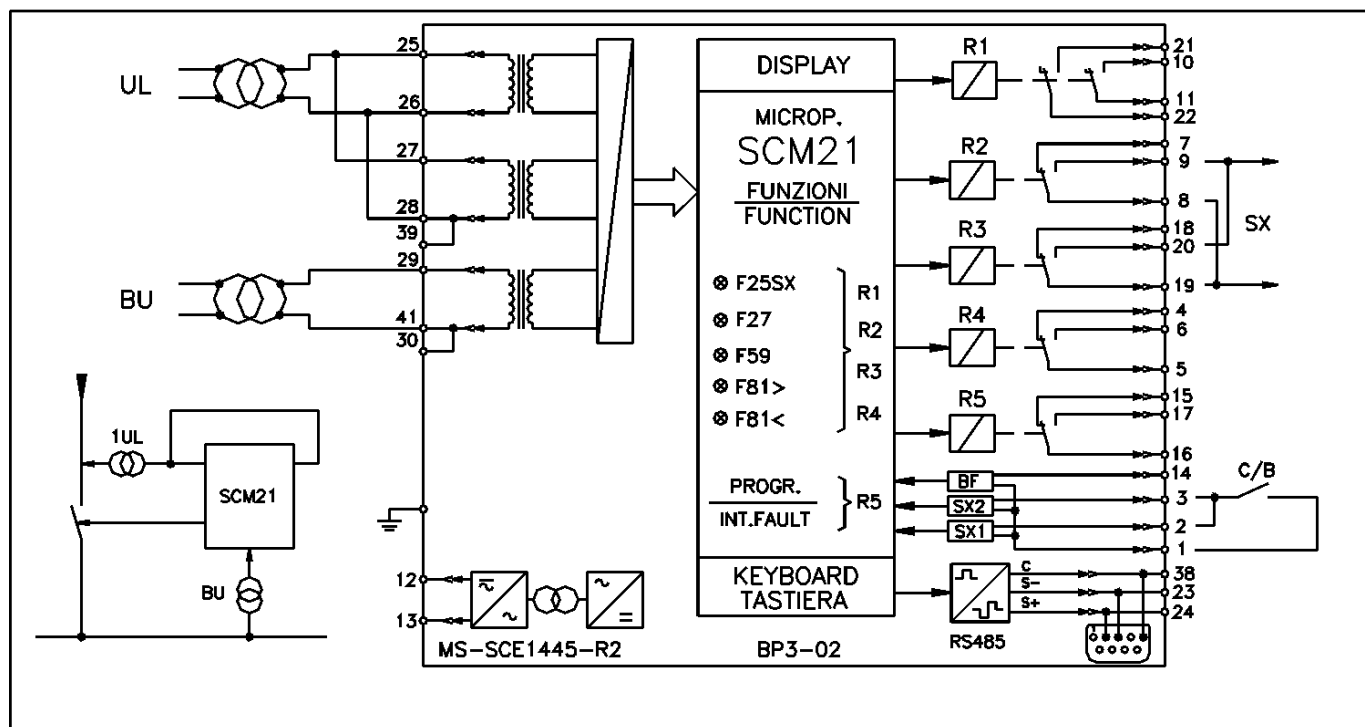 UL
25
26
27
28
39
29
BU
41
30
1UL
SCM21
BU
12
13
MS-SCE1445-R2
DISPLAY
MICROP.
SCM21
FUNZIONI
FUNCTION
F25SX
F27
F59
F81>
F81<
R1
R2
R3
R4
PROGR.
INT.FAULT
R5
KEYBOARD
TASTIERA
BP3-02
R1
R2
R3
R4
R5
BF
SX2
SX1
C
S-
S+
RS485
21
10
11
22
7
9
8
18
20
19
4
6
5
15
17
16
14
3
2
1
38
23
24
SX
C/B
1